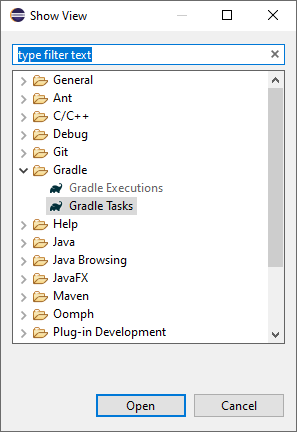 Show View
type filter text
General
Ant
C/C++
Debug
Git
Gradle
Gradle Executions
Gradle Tasks
Help
Java
Java Browsing
JavaFX
Maven
Oomph
Plug-in Development
Open
Cancel